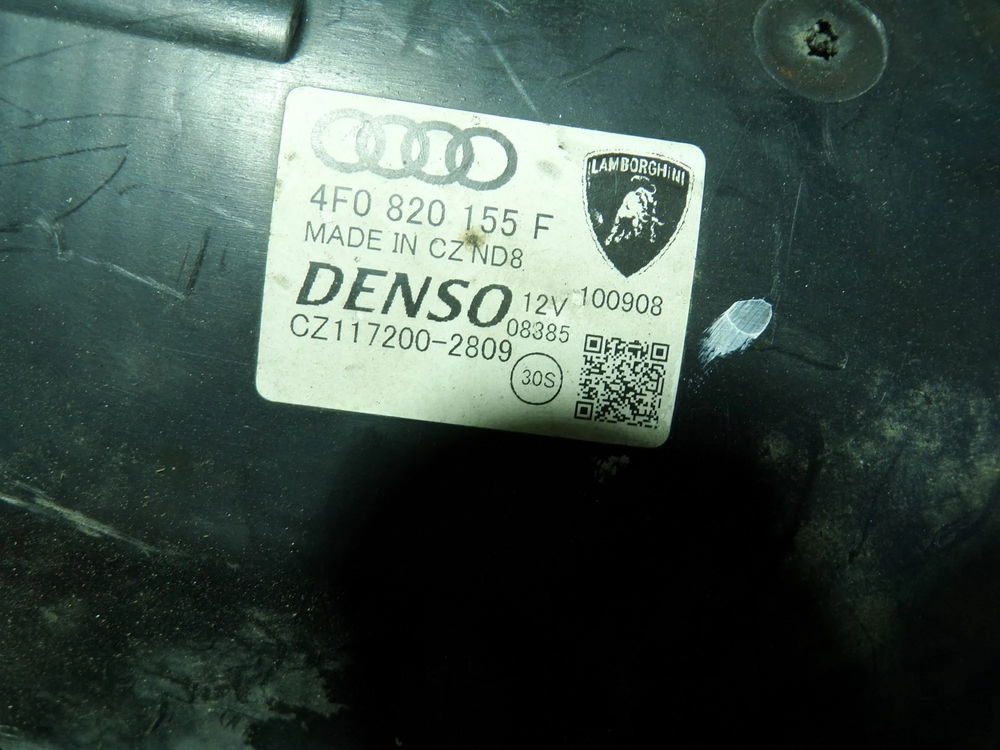 LAMBORGHINI
4F0 820 155 F
MADE IN CZ ND8
DENSO 12V 100908
08385
CZ117200-2809
30S